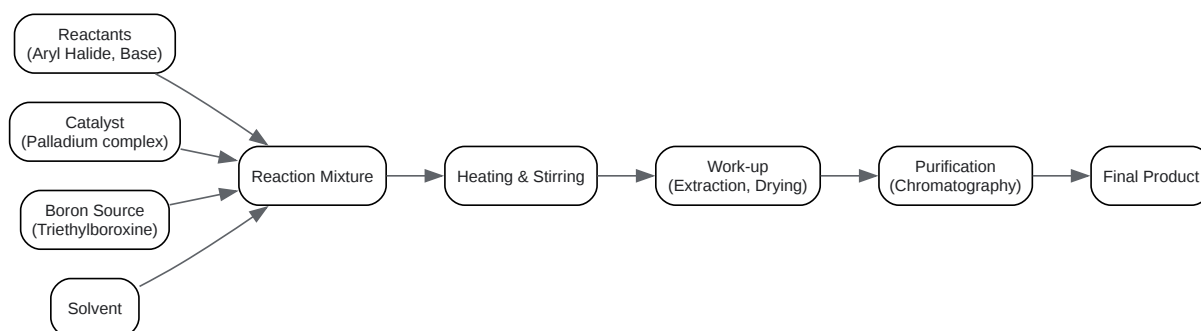 Reactants
(Aryl Halide, Base)
Catalyst
(Palladium complex)
Boron Source
(Triethylboroxine)
Solvent
Reaction Mixture
Heating & Stirring
Work-up
(Extraction, Drying)
Purification
(Chromatography)
Final Product